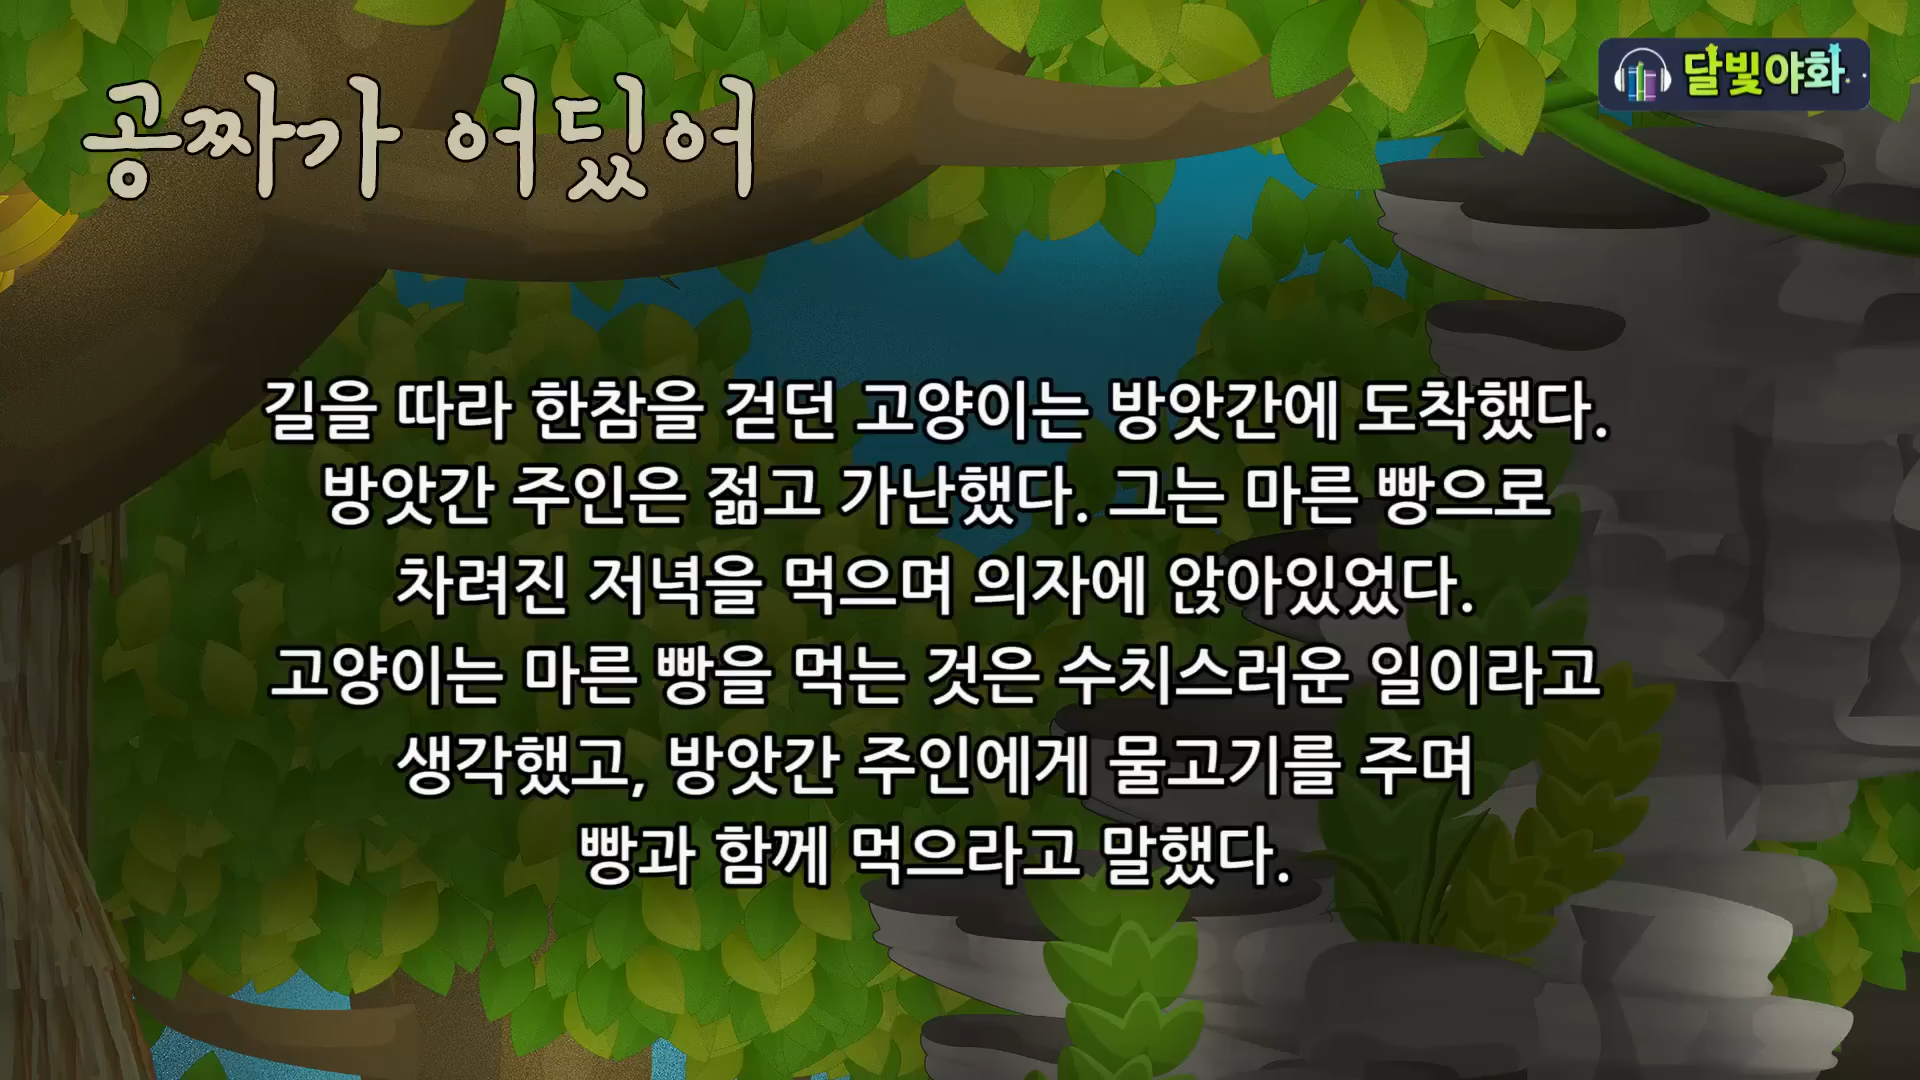 공짜가 어딨어
달빛야화
길을 따라 한참을 걷던 고양이는 방앗간에 도착했다.
방앗간 주인은 젊고 가난했다. 그는 마른 빵으로
차려진 저녁을 먹으며 의자에 앉아있었다.
고양이는 마른 빵을 먹는 것은 수치스러운 일이라고
생각했고, 방앗간 주인에게 물고기를 주며
빵과 함께 먹으라고 말했다.